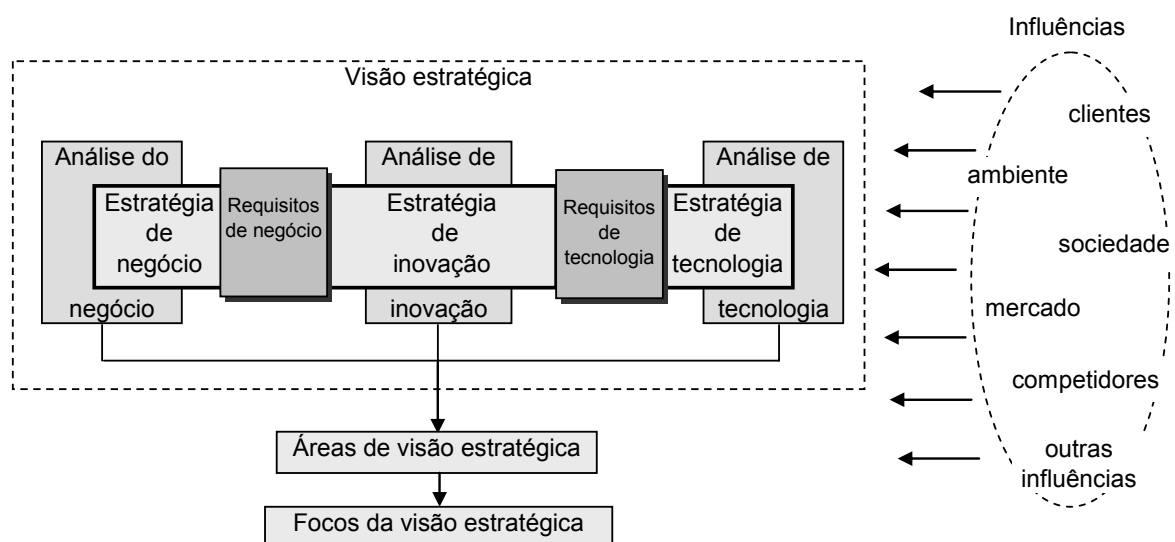 Influências
Visão estratégica
clientes
Análise do
Análise de
Análise de
ambiente
Estratégia
de
negócio
Requisitos
de negócio
Estratégia
de
inovação
Requisitos
de
tecnologia
Estratégia
de
tecnologia
sociedade
negócio
inovação
tecnologia
mercado
competidores
Áreas de visão estratégica
outras
influências
Focos da visão estratégica